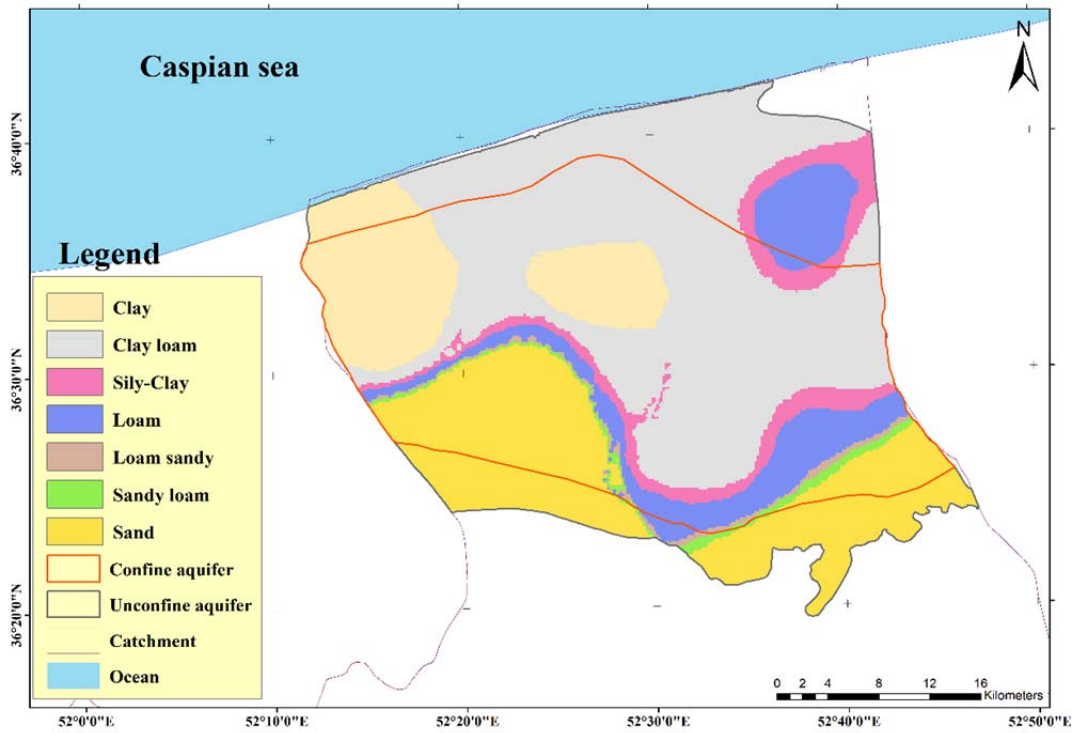 N
Caspian sea
36°40'0"N
36°30'0"N
36°20'0"N
Legend
Clay
Clay loam
Sily-Clay
Loam
Loam sandy
Sandy loam
Sand
Confine aquifer
Unconfine aquifer
Catchment
Ocean
0 2 4 8 12 16
Kilometers
52°0'0"E 52°10'0"E 52°20'0"E 52°30'0"E 52°40'0"E 52°50'0"E